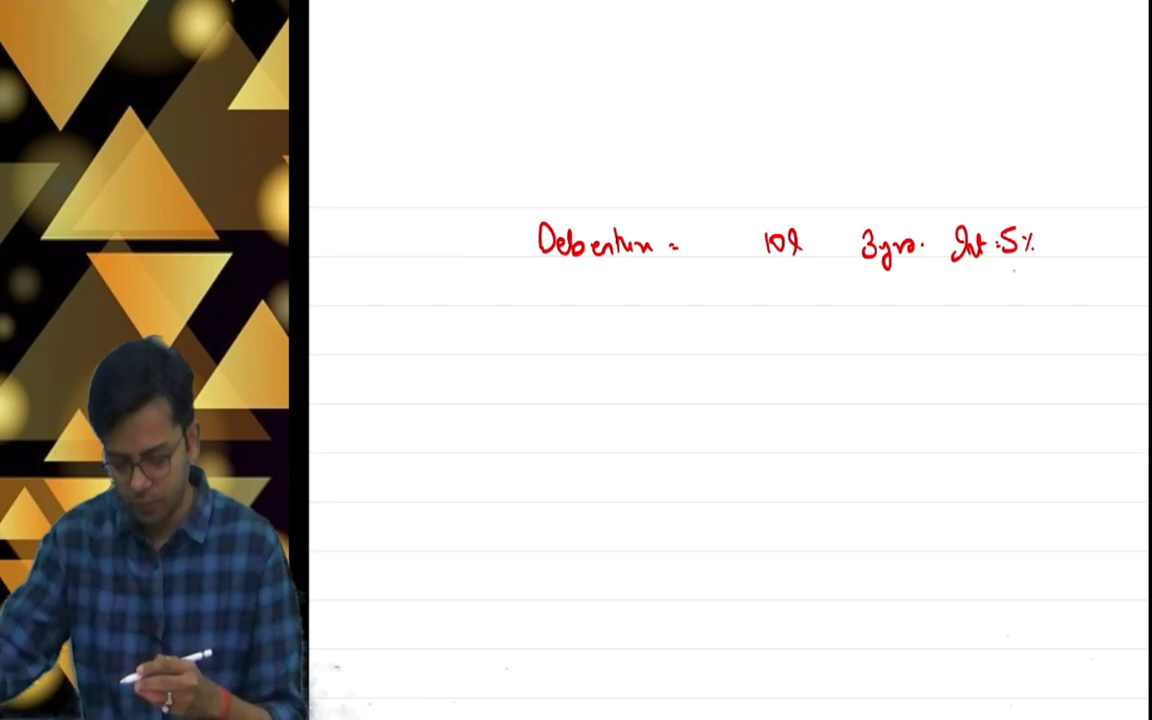 Debenture = 10l 3yrs. Int : 5%